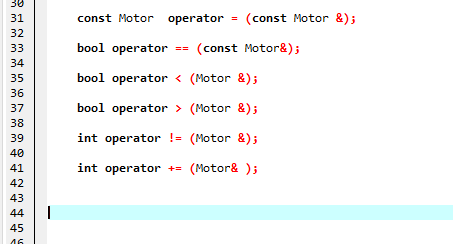 30
31 const Motor  operator = (const Motor &);
32
33 bool operator == (const Motor&);
34
35 bool operator < (Motor &);
36
37 bool operator > (Motor &);
38
39 int operator != (Motor &);
40
41 int operator += (Motor& );
42
43
44
45
46